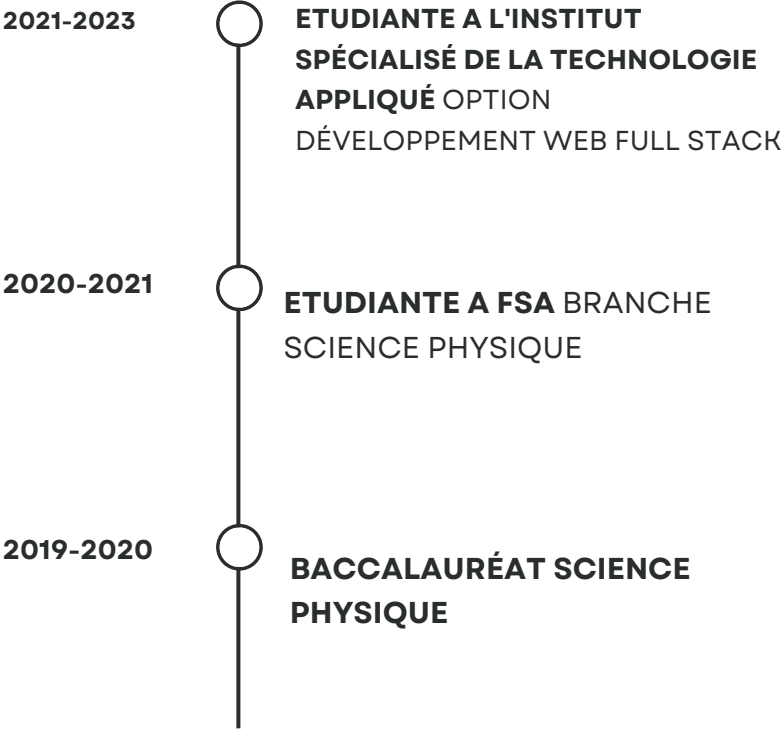 2021-2023
ETUDIANTE A L'INSTITUT
SPÉCIALISÉ DE LA TECHNOLOGIE
APPLIQUÉ OPTION
DÉVELOPPEMENT WEB FULL STACK
2020-2021
ETUDIANTE A FSA BRANCHE
SCIENCE PHYSIQUE
2019-2020
BACCALAURÉAT SCIENCE
PHYSIQUE